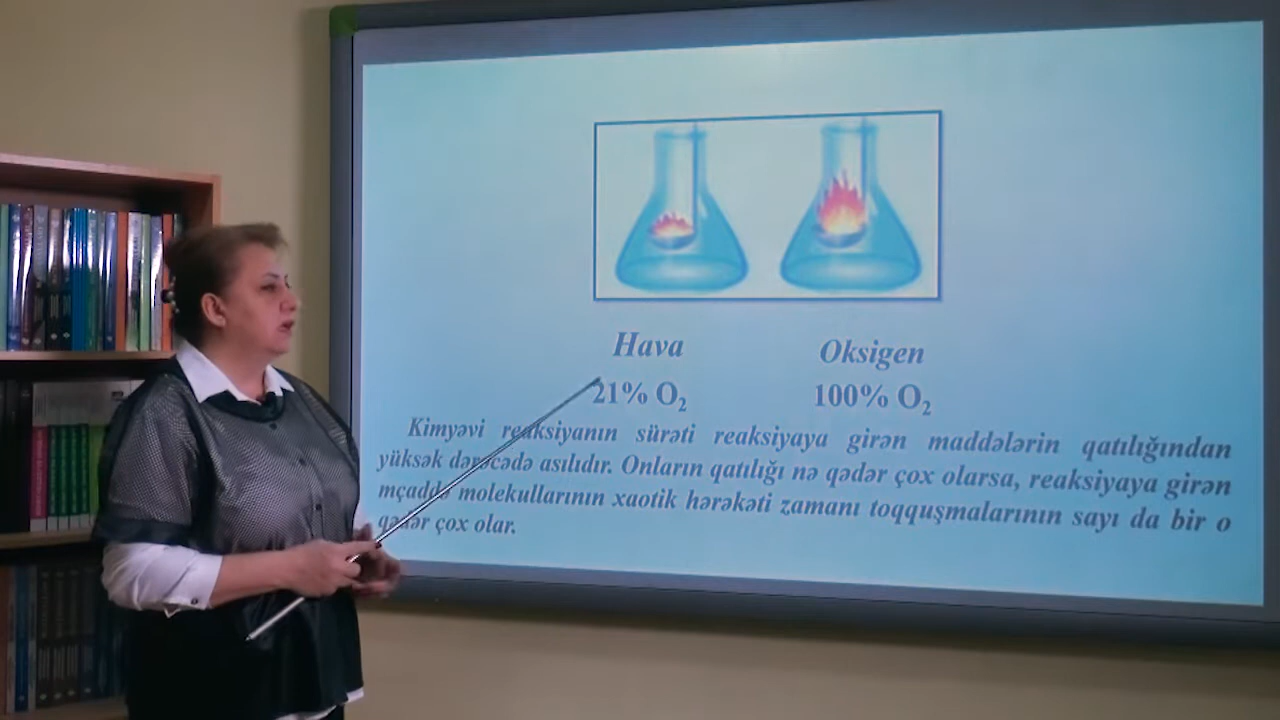 Hava Oksigen
21% O₂ 100% O₂
Kimyəvi reaksiyanın sürəti reaksiyaya girən maddələrin qatılığından
yüksək dərəcədə asılıdır. Onların qatılığı nə qədər çox olarsa, reaksiyaya girən
mçaddə molekullarının xaotik hərəkəti zamanı toqquşmalarının sayı da bir o
qədər çox olar.